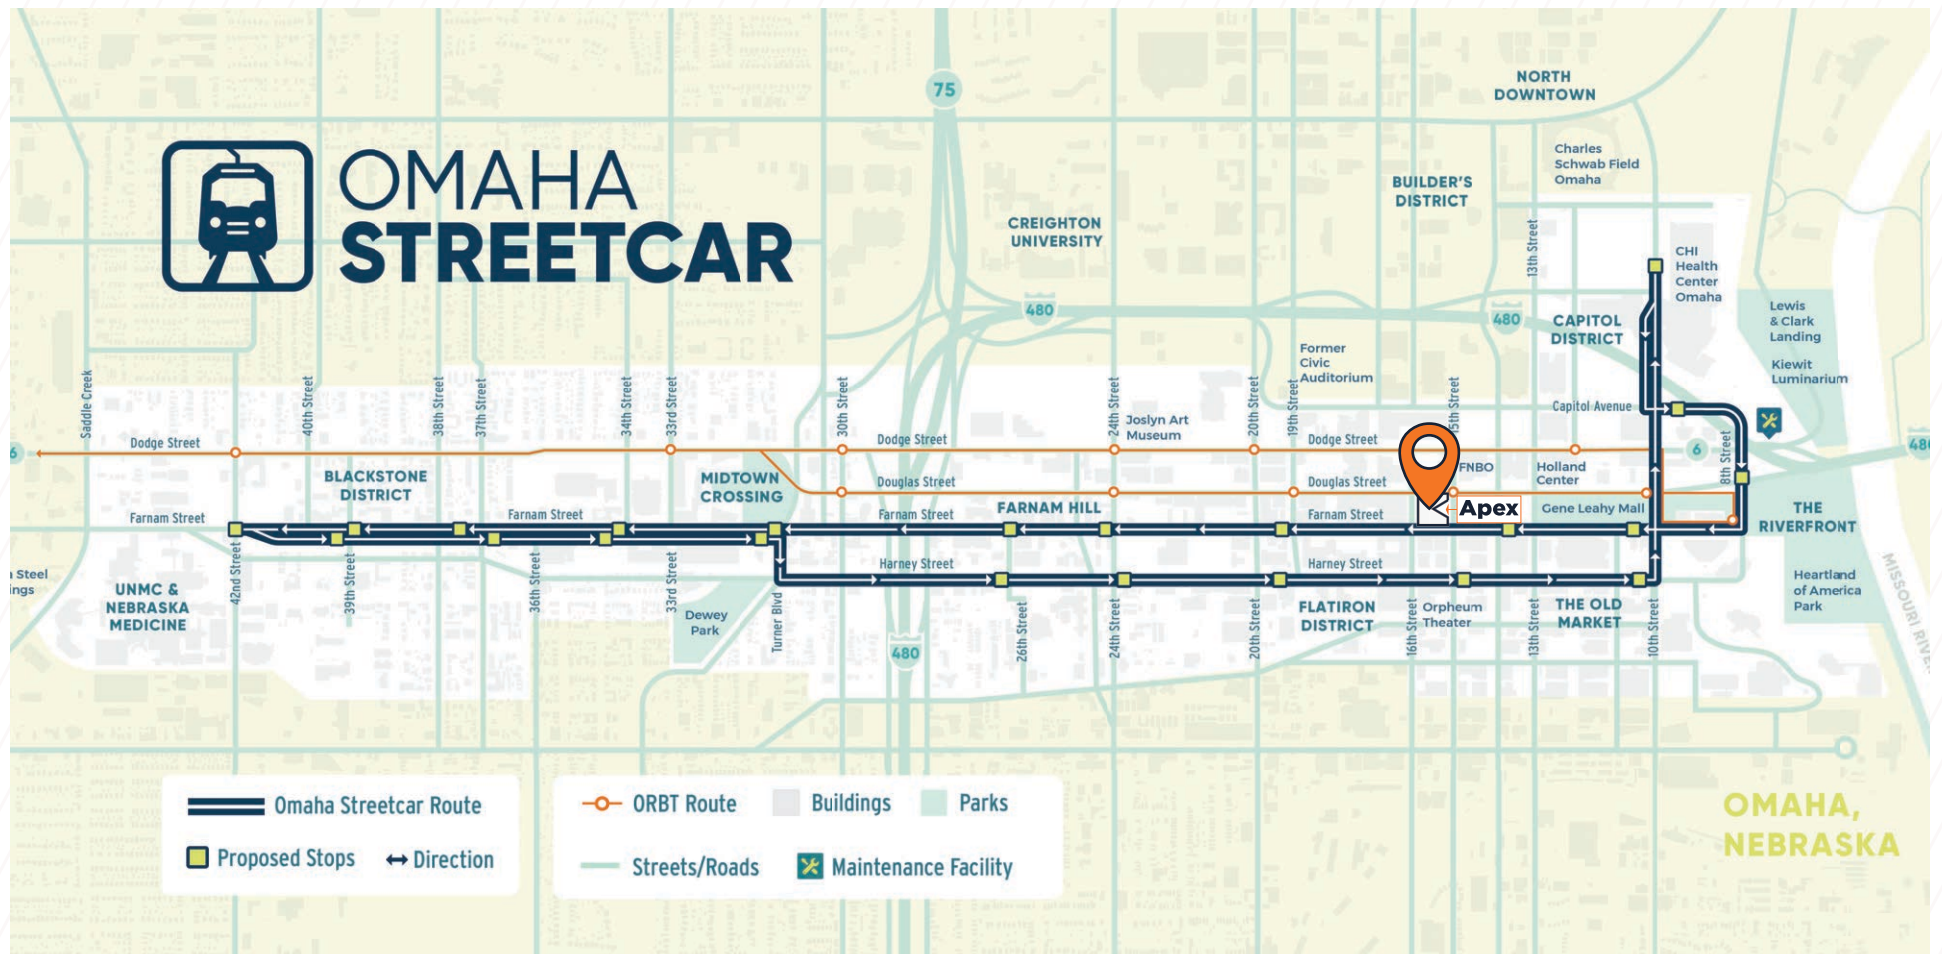 OMAHA
STREETCAR
75
NORTH
DOWNTOWN
Charles
Schwab Field
Omaha
BUILDER'S
DISTRICT
CREIGHTON
UNIVERSITY
13th Street
CHI
Health
Center
Omaha
480
480
CAPITOL
DISTRICT
Lewis
& Clark
Landing
Kiewit
Luminarium
Former
Civic
Auditorium
Saddle Creek
40th Street
38th Street
37th Street
34th Street
33rd Street
30th Street
24th Street
20th Street
19th Street
15th Street
Capitol Avenue
Joslyn Art
Museum
Dodge Street
Dodge Street
Dodge Street
6
6
480
8th Street
BLACKSTONE
DISTRICT
MIDTOWN
CROSSING
Douglas Street
Douglas Street
FNBO
Holland
Center
Apex
Gene Leahy Mall
Farnam Street
Farnam Street
Farnam Street
FARNAM HILL
Farnam Street
THE
RIVERFRONT
Harney Street
Harney Street
Steel
ings
UNMC &
NEBRASKA
MEDICINE
42nd Street
39th Street
36th Street
33rd Street
Dewey
Park
Turner Blvd
480
26th Street
24th Street
20th Street
FLATIRON
DISTRICT
16th Street
Orpheum
Theater
13th Street
THE OLD
MARKET
10th Street
Heartland
of America
Park
MISSOURI RIVE
Omaha Streetcar Route
Proposed Stops
Direction
ORBT Route
Buildings
Parks
Streets/Roads
Maintenance Facility
OMAHA,
NEBRASKA